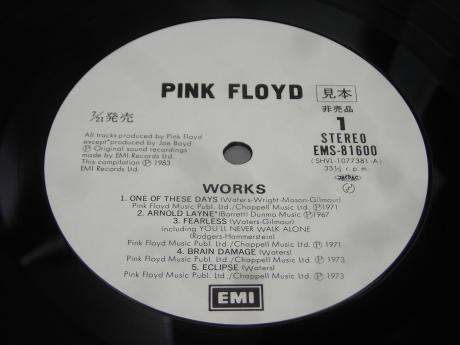 PINK FLOYD 見本
非売品
7/21発売
1
STEREO
EMS-81600
(SHVL-1077381-A)
33⅓ r. p. m.
All tracks produced by Pink Floyd
except*produced by Joe Boyd
Ⓟ Original sound recordings
made by EMI Records Ltd.
This compilation Ⓟ 1983
EMI Records Ltd.
WORKS
1. ONE OF THESE DAYS (Waters-Wright-Mason-Gilmour)
Pink Floyd Music Publ. Ltd./Chappell Music Ltd. Ⓟ1971
2. ARNOLD LAYNE* (Barrett) Dunmo Music Ⓟ1967
3. FEARLESS (Waters-Gilmour)
including YOU'LL NEVER WALK ALONE
(Rodgers-Hammerstein)
Pink Floyd Music Publ. Ltd./Chappell Music Ltd Ⓟ 1971
4. BRAIN DAMAGE (Waters)
Pink Floyd Music Publ. Ltd./Chappell Music Ltd. Ⓟ 1973
5. ECLIPSE (Waters)
Pink Floyd Music Publ. Ltd./Chappell Music Ltd. Ⓟ 1973
EMI